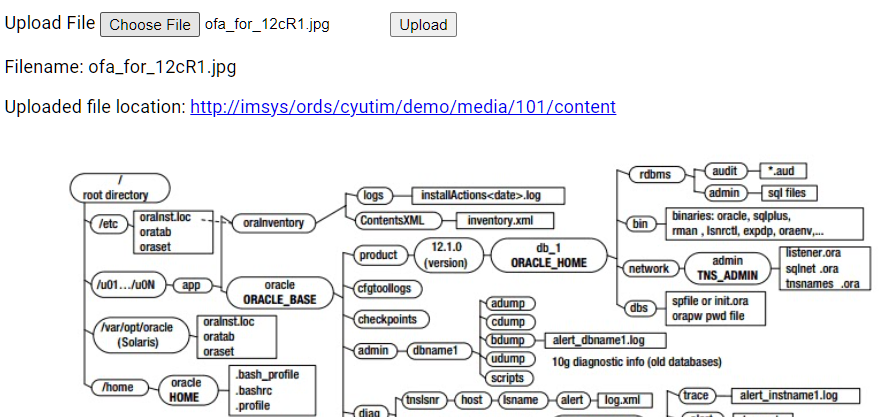 Upload File Choose File ofa_for_12cR1.jpg Upload
Filename: ofa_for_12cR1.jpg
Uploaded file location: http://imsys/ords/cyutim/demo/media/101/content
/
root directory
/etc
oraInst.loc
oratab
oraset
oraInventory
logs
installActions<date>.log
ContentsXML
inventory.xml
/u01.../u0N
app
oracle
ORACLE_BASE
product
12.1.0
(version)
db_1
ORACLE_HOME
rdbms
audit
*.aud
admin
sql files
bin
binaries: oracle, sqlplus,
rman , lsnrctl, expdp, oraenv,...
network
admin
TNS_ADMIN
listener.ora
sqlnet .ora
tnsnames .ora
dbs
spfile or init.ora
orapw pwd file
cfgtoollogs
checkpoints
admin
dbname1
adump
cdump
bdump
alert_dbname1.log
udump
10g diagnostic info (old databases)
scripts
/var/opt/oracle
(Solaris)
oraInst.loc
oratab
oraset
/home
oracle
HOME
.bash_profile
.bashrc
.profile
diag
tnslsnr
host
lsname
alert
log.xml
trace
alert_instname1.log